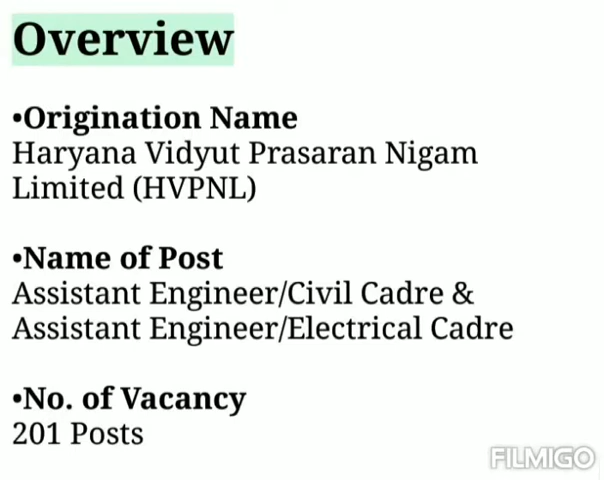 Overview
•Origination Name
Haryana Vidyut Prasaran Nigam
Limited (HVPNL)
•Name of Post
Assistant Engineer/Civil Cadre &
Assistant Engineer/Electrical Cadre
•No. of Vacancy
201 Posts
FILMIGO